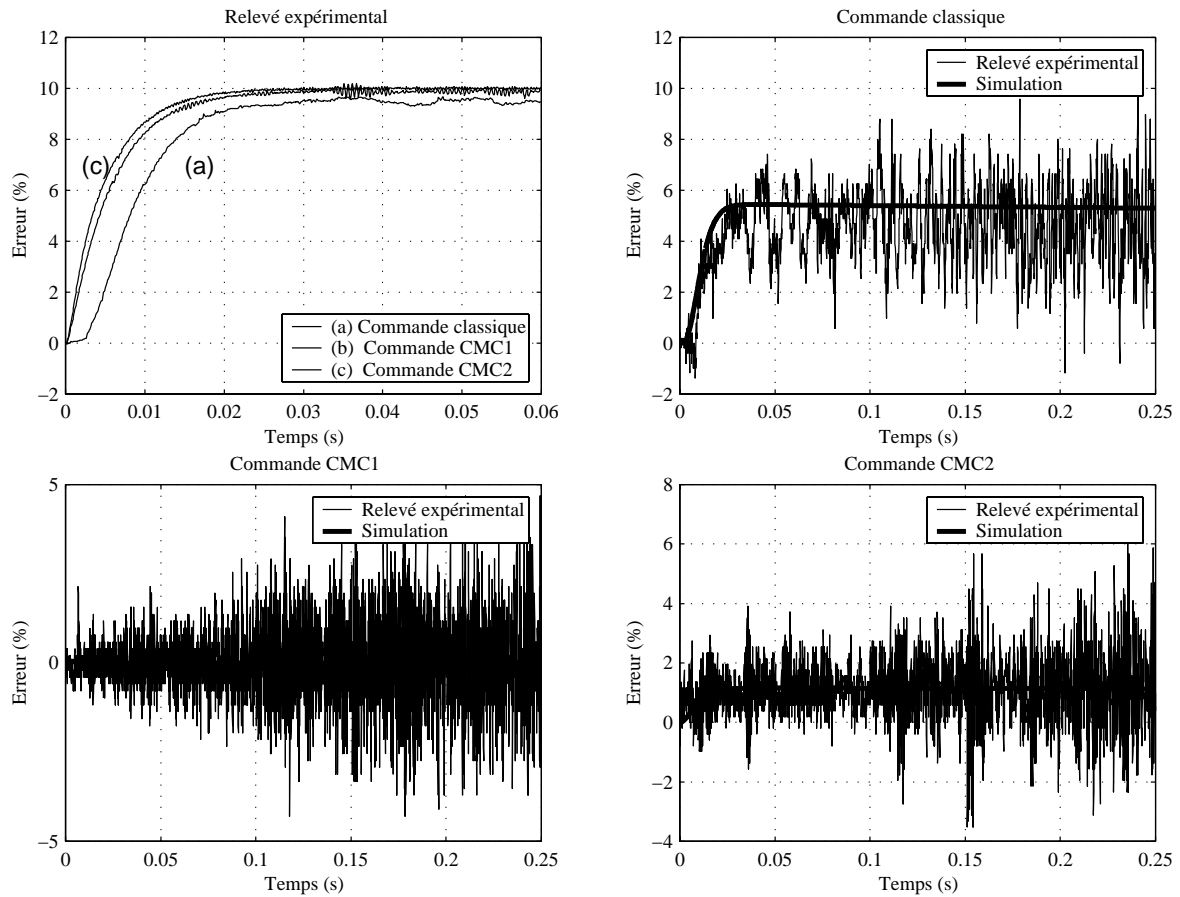 Relevé expérimental
12
10
8
6
4
2
0
−2
Erreur (%)
(c)
(a)
(a) Commande classique
(b) Commande CMC1
(c) Commande CMC2
0
0.01
0.02
0.03
0.04
0.05
0.06
Temps (s)
Commande classique
12
10
8
6
4
2
0
−2
Erreur (%)
Relevé expérimental
Simulation
0
0.05
0.1
0.15
0.2
0.25
Temps (s)
Commande CMC1
5
0
−5
Erreur (%)
Relevé expérimental
Simulation
0
0.05
0.1
0.15
0.2
0.25
Temps (s)
Commande CMC2
8
6
4
2
0
−2
−4
Erreur (%)
Relevé expérimental
Simulation
0
0.05
0.1
0.15
0.2
0.25
Temps (s)